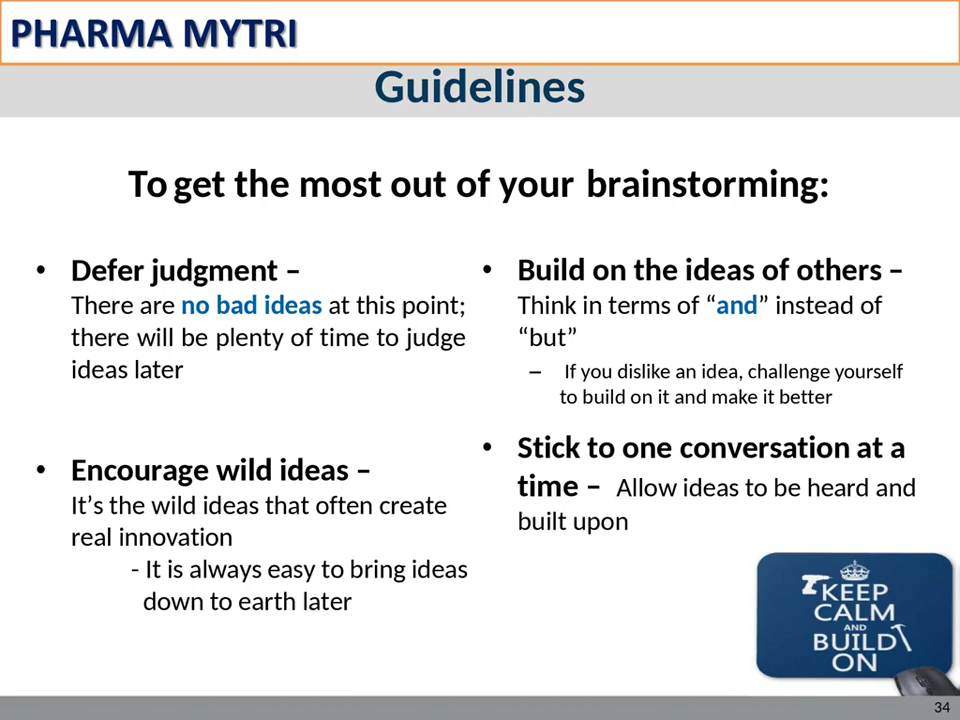 PHARMA MYTRI
Guidelines
To get the most out of your brainstorming:
• Defer judgment –
There are no bad ideas at this point;
there will be plenty of time to judge
ideas later
• Encourage wild ideas –
It’s the wild ideas that often create
real innovation
- It is always easy to bring ideas
down to earth later
• Build on the ideas of others –
Think in terms of “and” instead of
“but”
– If you dislike an idea, challenge yourself
to build on it and make it better
• Stick to one conversation at a
time – Allow ideas to be heard and
built upon
KEEP
CALM
AND
BUILD
ON
34